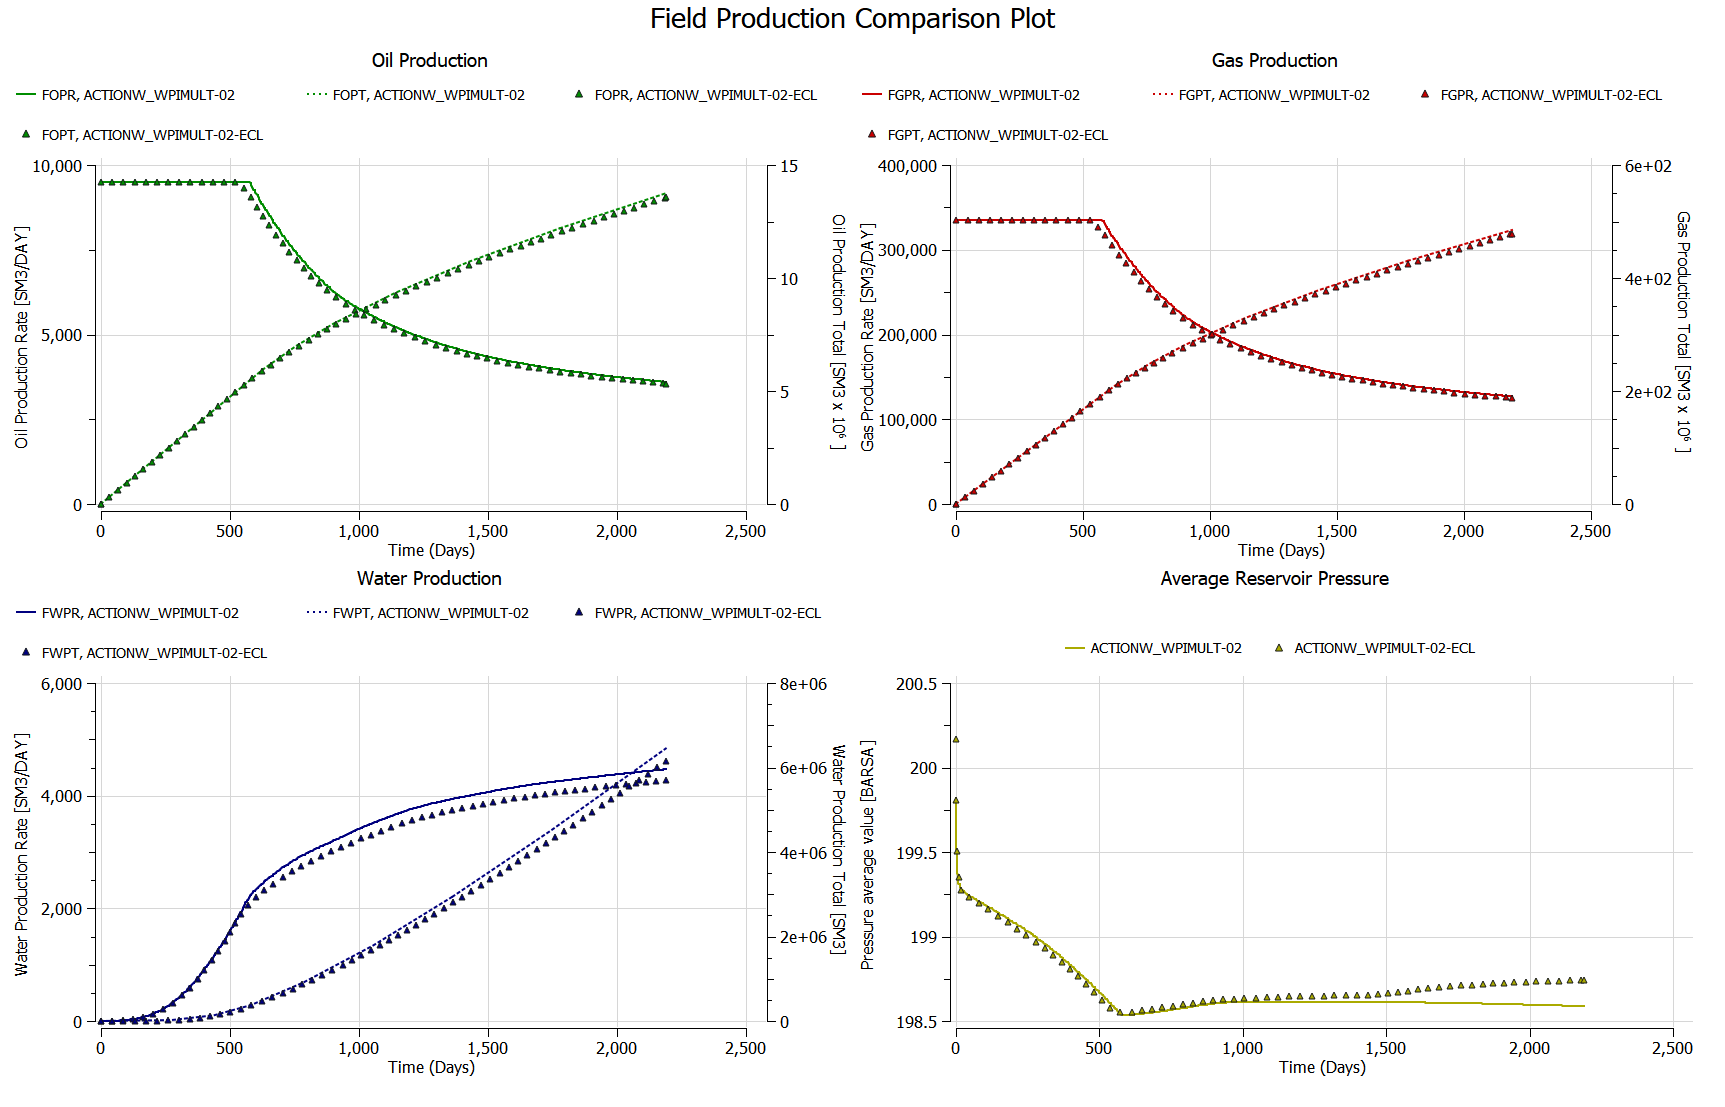 Field Production Comparison Plot
Oil Production
FOPR, ACTIONW_WPIMULT-02 FOPT, ACTIONW_WPIMULT-02 FOPR, ACTIONW_WPIMULT-02-ECL
FOPT, ACTIONW_WPIMULT-02-ECL
10,000
5,000
0
Oil Production Rate [SM3/DAY]
15
10
5
0
Oil Production Total [SM3 x 10⁶ ]
0 500 1,000 1,500 2,000 2,500
Time (Days)
Gas Production
FGPR, ACTIONW_WPIMULT-02 FGPT, ACTIONW_WPIMULT-02 FGPR, ACTIONW_WPIMULT-02-ECL
FGPT, ACTIONW_WPIMULT-02-ECL
400,000
300,000
200,000
100,000
0
Gas Production Rate [SM3/DAY]
6e+02
4e+02
2e+02
0
Gas Production Total [SM3 x 10⁶ ]
0 500 1,000 1,500 2,000 2,500
Time (Days)
Water Production
FWPR, ACTIONW_WPIMULT-02 FWPT, ACTIONW_WPIMULT-02 FWPR, ACTIONW_WPIMULT-02-ECL
FWPT, ACTIONW_WPIMULT-02-ECL
6,000
4,000
2,000
0
Water Production Rate [SM3/DAY]
8e+06
6e+06
4e+06
2e+06
0
Water Production Total [SM3]
0 500 1,000 1,500 2,000 2,500
Time (Days)
Average Reservoir Pressure
ACTIONW_WPIMULT-02 ACTIONW_WPIMULT-02-ECL
200.5
200
199.5
199
198.5
Pressure average value [BARSA]
0 500 1,000 1,500 2,000 2,500
Time (Days)